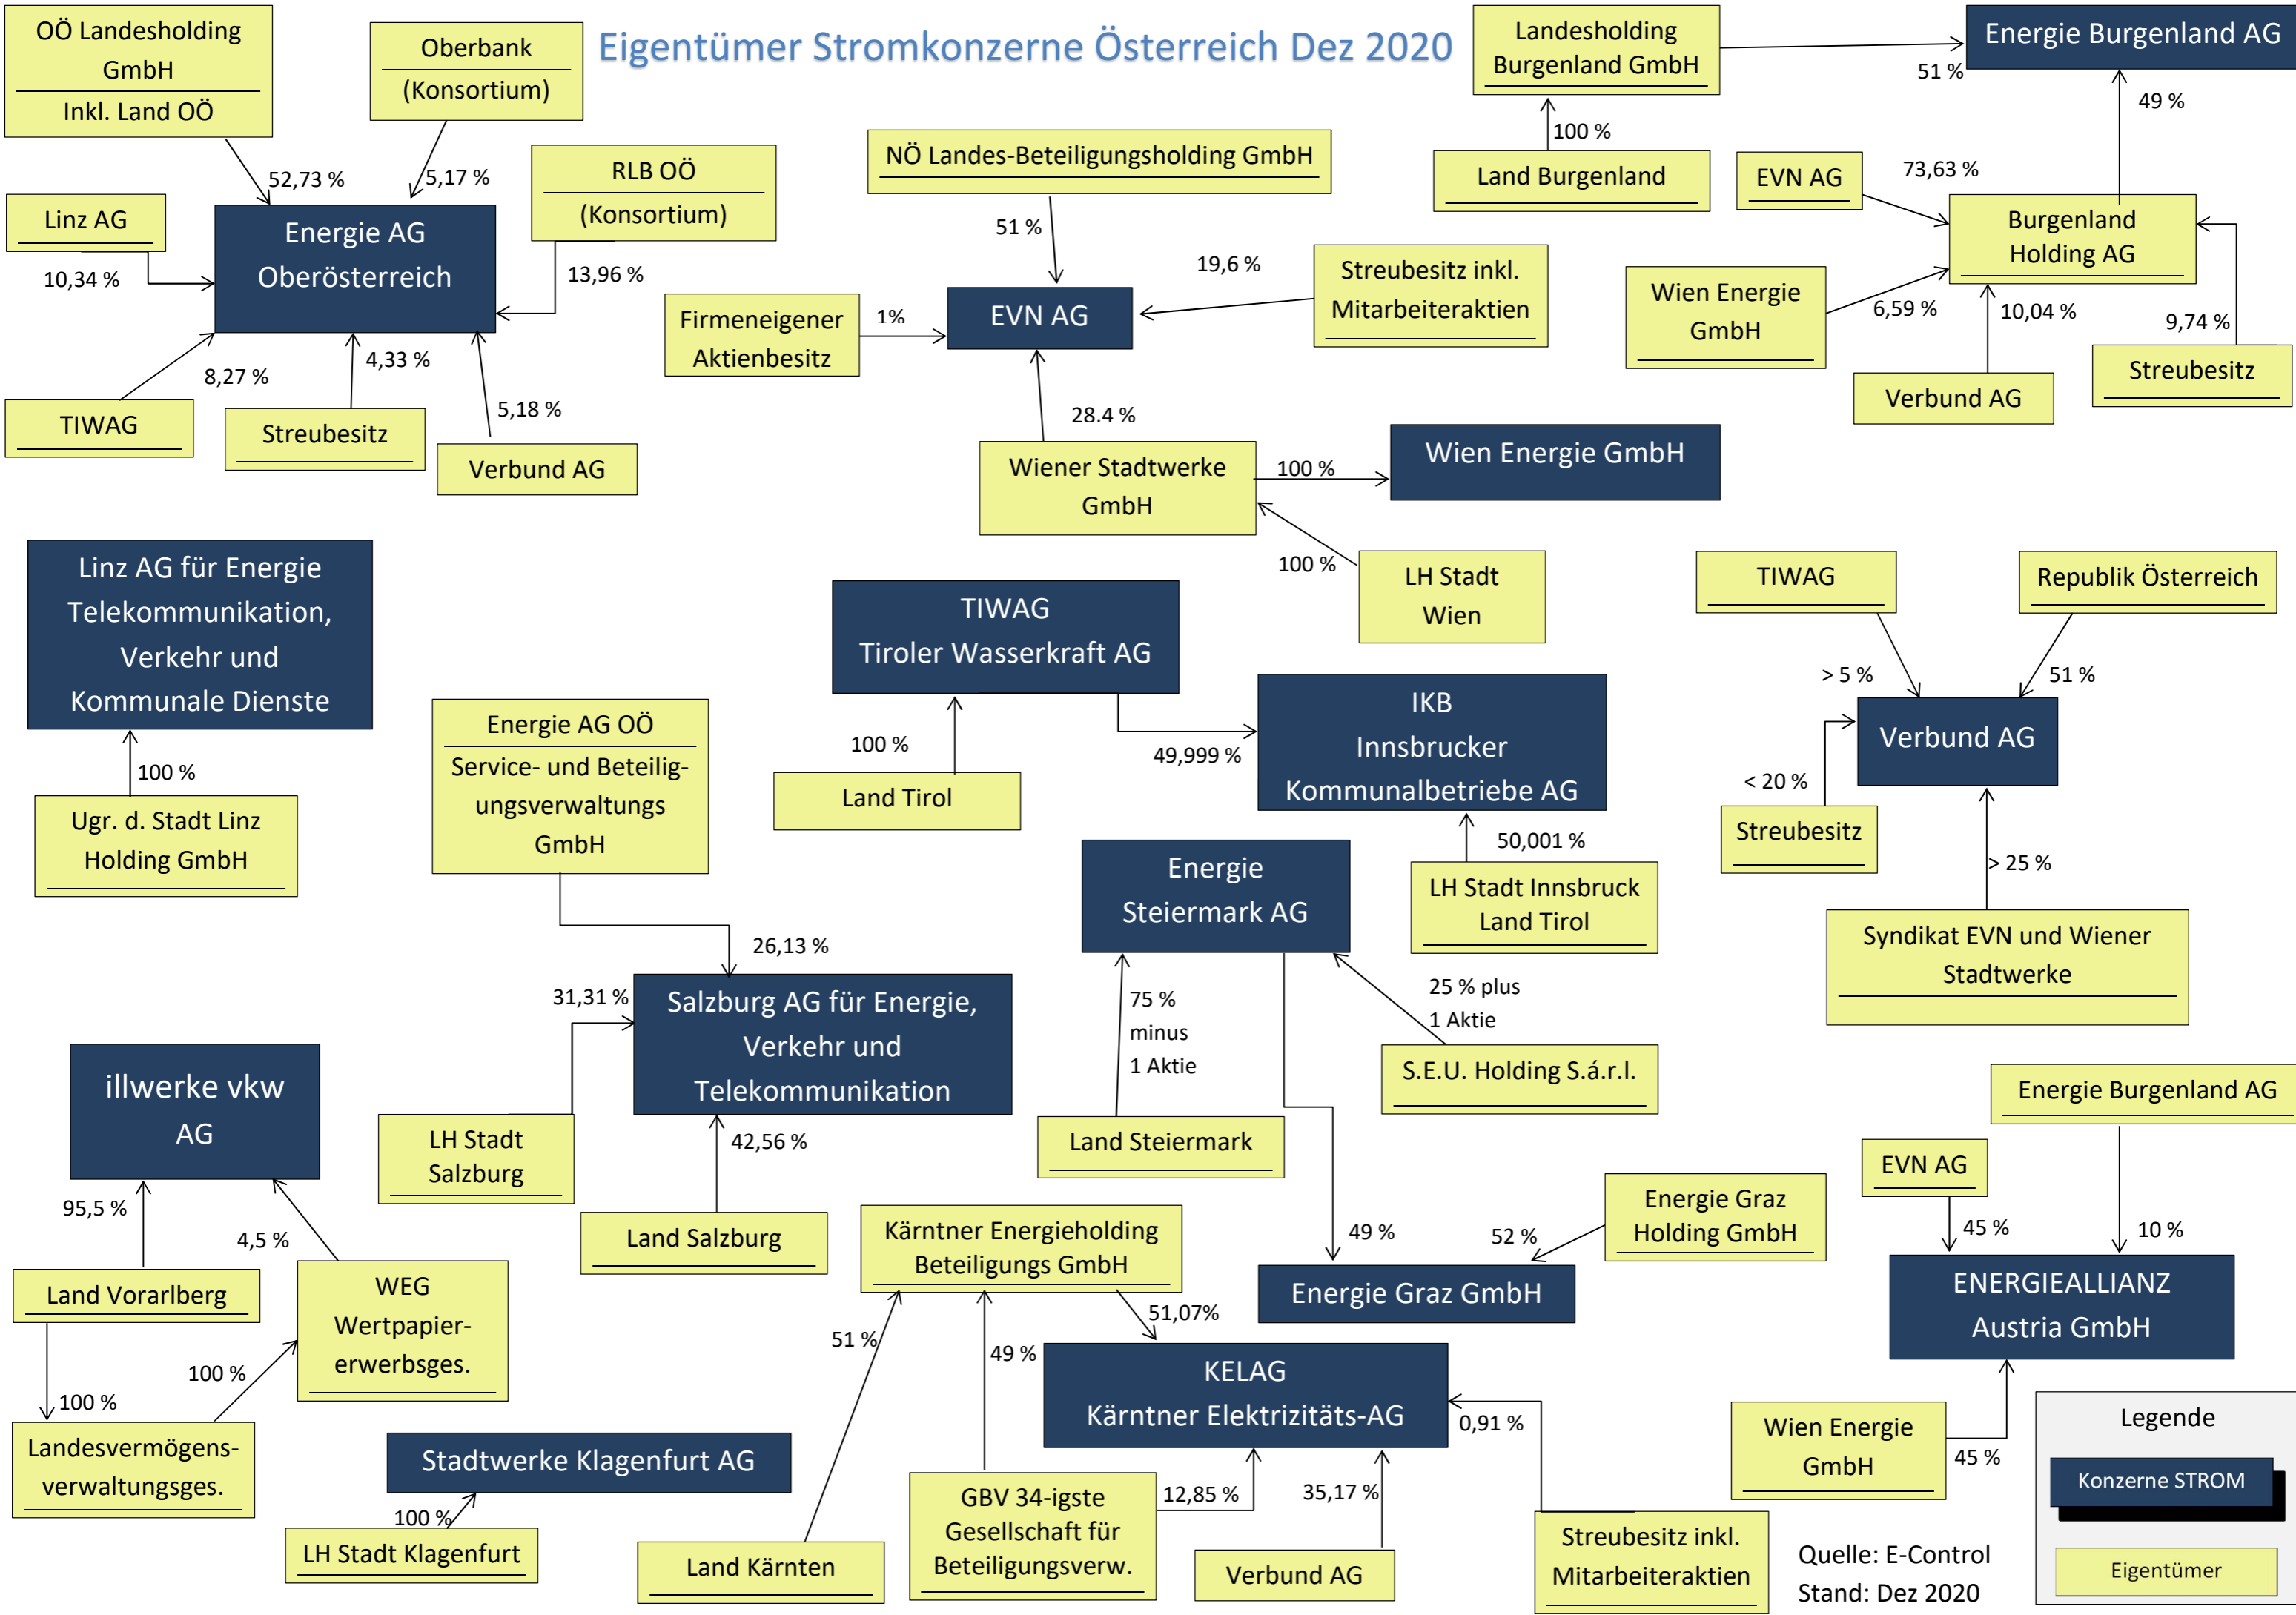 Eigentümer Stromkonzerne Österreich Dez 2020
OÖ Landesholding
GmbH
Inkl. Land OÖ
Oberbank
(Konsortium)
RLB OÖ
(Konsortium)
Linz AG
52,73 %
5,17 %
10,34 %
13,96 %
Energie AG
Oberösterreich
8,27 %
4,33 %
5,18 %
TIWAG
Streubesitz
Verbund AG
NÖ Landes-Beteiligungsholding GmbH
51 %
19,6 %
Streubesitz inkl.
Mitarbeiteraktien
Firmeneigener
Aktienbesitz
1%
EVN AG
28.4 %
Wiener Stadtwerke
GmbH
100 %
Wien Energie GmbH
100 %
LH Stadt
Wien
Landesholding
Burgenland GmbH
51 %
Energie Burgenland AG
49 %
100 %
Land Burgenland
EVN AG
73,63 %
Burgenland
Holding AG
Wien Energie
GmbH
6,59 %
10,04 %
9,74 %
Verbund AG
Streubesitz
Linz AG für Energie
Telekommunikation,
Verkehr und
Kommunale Dienste
100 %
Ugr. d. Stadt Linz
Holding GmbH
TIWAG
Tiroler Wasserkraft AG
100 %
Land Tirol
49,999 %
IKB
Innsbrucker
Kommunalbetriebe AG
50,001 %
LH Stadt Innsbruck
Land Tirol
TIWAG
Republik Österreich
> 5 %
51 %
Verbund AG
< 20 %
Streubesitz
> 25 %
Syndikat EVN und Wiener
Stadtwerke
Energie AG OÖ
Service- und Beteilig-
ungsverwaltungs
GmbH
26,13 %
31,31 %
Salzburg AG für Energie,
Verkehr und
Telekommunikation
LH Stadt
Salzburg
42,56 %
Land Salzburg
Energie
Steiermark AG
75 %
minus
1 Aktie
25 % plus
1 Aktie
S.E.U. Holding S.á.r.l.
Land Steiermark
49 %
52 %
Energie Graz
Holding GmbH
Energie Graz GmbH
illwerke vkw
AG
95,5 %
4,5 %
Land Vorarlberg
WEG
Wertpapier-
erwerbsges.
100 %
100 %
Landesvermögens-
verwaltungsges.
Stadtwerke Klagenfurt AG
100 %
LH Stadt Klagenfurt
Kärntner Energieholding
Beteiligungs GmbH
51 %
49 %
51,07%
KELAG
Kärntner Elektrizitäts-AG
12,85 %
35,17 %
0,91 %
Land Kärnten
GBV 34-igste
Gesellschaft für
Beteiligungsverw.
Verbund AG
Streubesitz inkl.
Mitarbeiteraktien
Energie Burgenland AG
EVN AG
45 %
10 %
ENERGIEALLIANZ
Austria GmbH
Wien Energie
GmbH
45 %
Legende
Konzerne STROM
Eigentümer
Quelle: E-Control
Stand: Dez 2020